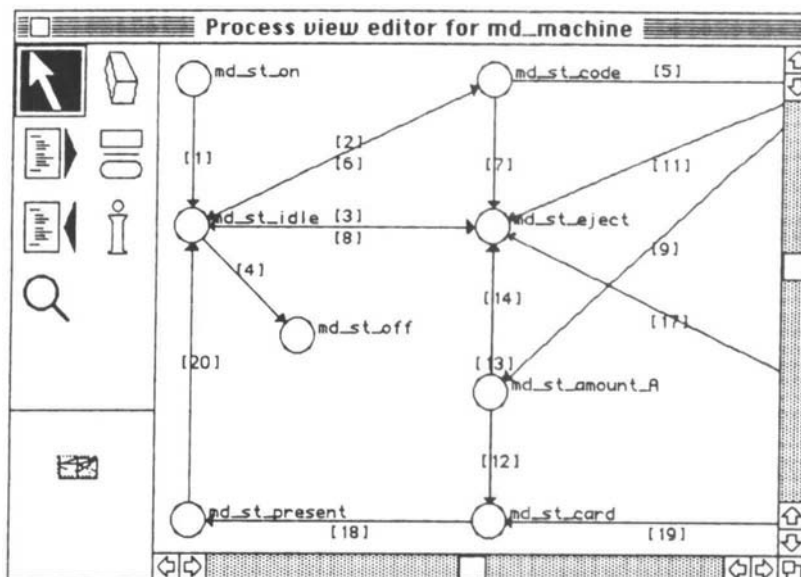 Process view editor for md_machine
md_st_on
md_st_code
[5]
[2]
[1]
[6]
[7]
[11]
md_st_idle
[3]
md_st_eject
[8]
[9]
[4]
[14]
md_st_off
[17]
[20]
[13]
md_st_amount_A
[12]
md_st_present
md_st_card
[18]
[19]